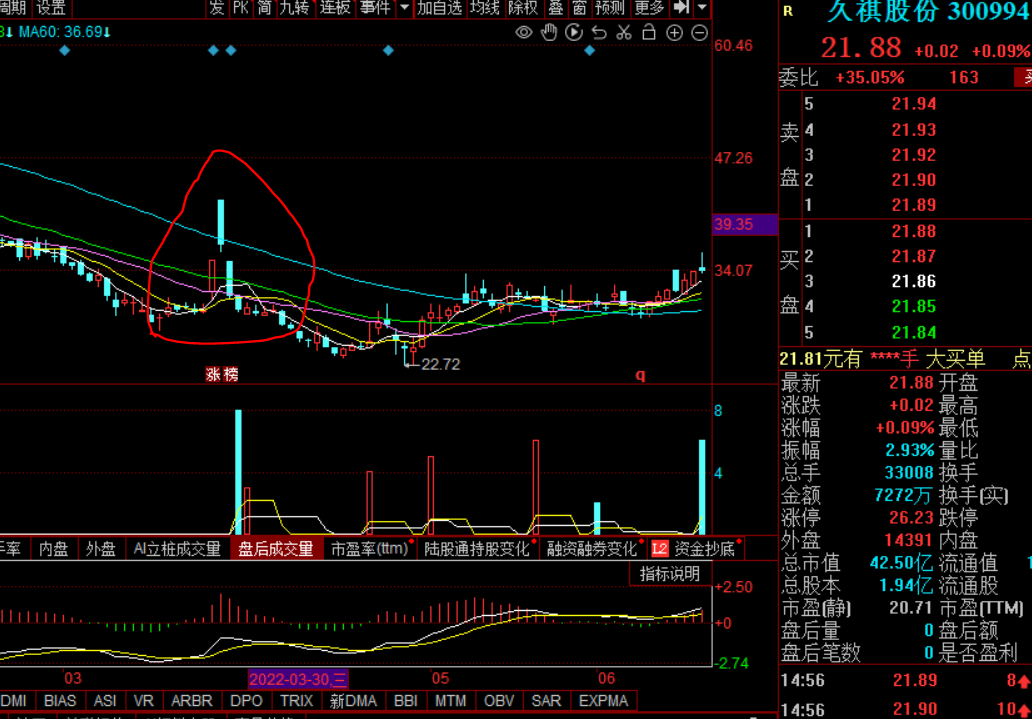 周期 设置 发 PK 简 九转 连板 事件 加自选 均线 除权 叠 窗 预测 更多
MA60: 36.69↓
60.46
47.26
39.35
34.07
22.72
涨 榜
q
8
4
内盘 外盘 AI立桩成交量 盘后成交量 市盈率(ttm) 陆股通持股变化 融资融券变化 L2 资金抄底
指标说明
+2.50
+0
-2.74
03 2022-03-30,三 05 06
DMI BIAS ASI VR ARBR DPO TRIX 新DMA BBI MTM OBV SAR EXPMA
R 久祺股份 300994
21.88 +0.02 +0.09%
委比 +35.05% 163
卖盘
5 21.94
4 21.93
3 21.92
2 21.90
1 21.89
买盘
1 21.88
2 21.87
3 21.86
4 21.85
5 21.84
21.81元有 ****手 大买单 点
最新 21.88 开盘
涨跌 +0.02 最高
涨幅 +0.09% 最低
振幅 2.93% 量比
总手 33008 换手
金额 7272万 换手(实)
涨停 26.23 跌停
外盘 14391 内盘
总市值 42.50亿 流通值
总股本 1.94亿 流通股
市盈(静) 20.71 市盈(TTM)
盘后量 0 盘后额
盘后笔数 0 是否盈利
14:56 21.89 8
14:56 21.90 10